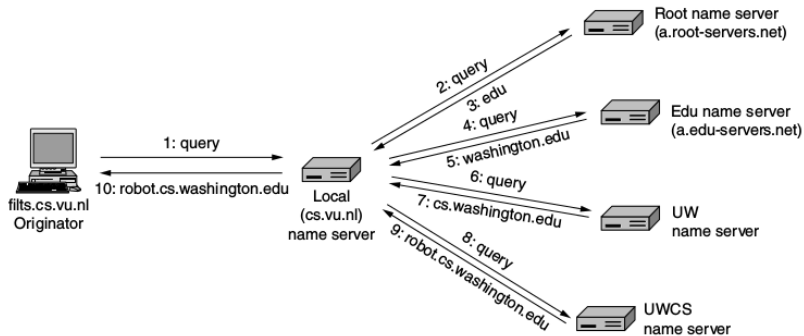 Root name server
(a.root-servers.net)
2: query
3: edu
4: query
Edu name server
(a.edu-servers.net)
1: query
5: washington.edu
10: robot.cs.washington.edu
6: query
filts.cs.vu.nl
Originator
Local
(cs.vu.nl)
name server
7: cs.washington.edu
UW
name server
8: query
9: robot.cs.washington.edu
UWCS
name server